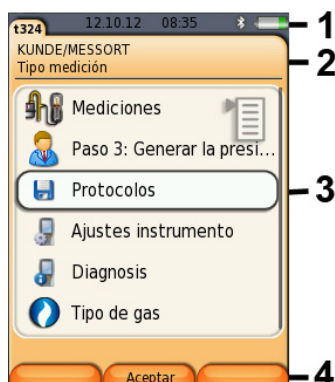 t324 12.10.12 08:35 1
KUNDE/MESSORT
Tipo medición 2
Mediciones
Paso 3: Generar la presi...
Protocolos 3
Ajustes instrumento
Diagnosis
Tipo de gas
Aceptar 4